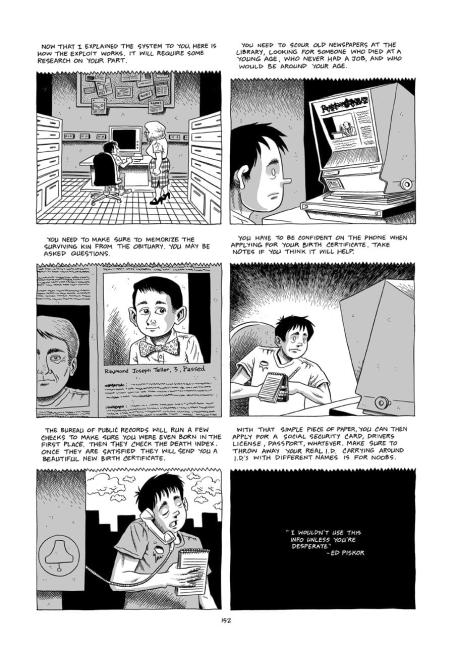 NOW THAT I EXPLAINED THE SYSTEM TO YOU, HERE IS
HOW THE EXPLOIT WORKS. IT WILL REQUIRE SOME
RESEARCH ON YOUR PART.
YOU NEED TO SCOUR OLD NEWSPAPERS AT THE
LIBRARY, LOOKING FOR SOMEONE WHO DIED AT A
YOUNG AGE, WHO NEVER HAD A JOB, AND WHO
WOULD BE AROUND YOUR AGE.
YOU NEED TO MAKE SURE TO MEMORIZE THE
SURVIVING KIN FROM THE OBITUARY. YOU MAY BE
ASKED QUESTIONS.
Raymond Joseph Teller, 3, Passed
YOU HAVE TO BE CONFIDENT ON THE PHONE WHEN
APPLYING FOR YOUR BIRTH CERTIFICATE. TAKE
NOTES IF YOU THINK IT WILL HELP.
THE BUREAU OF PUBLIC RECORDS WILL RUN A FEW
CHECKS TO MAKE SURE YOU WERE EVEN BORN IN THE
FIRST PLACE. THEN THEY CHECK THE DEATH INDEX.
ONCE THEY ARE SATISFIED THEY WILL SEND YOU A
BEAUTIFUL NEW BIRTH CERTIFICATE.
WITH THAT SIMPLE PIECE OF PAPER, YOU CAN THEN
APPLY FOR A SOCIAL SECURITY CARD, DRIVERS
LICENSE, PASSPORT, WHATEVER. MAKE SURE TO
THROW AWAY YOUR REAL I.D. CARRYING AROUND
I.D'S WITH DIFFERENT NAMES IS FOR NOOBS.
"I WOULDN'T USE THIS
INFO UNLESS YOU'RE
DESPERATE"
-ED PISKOR
152